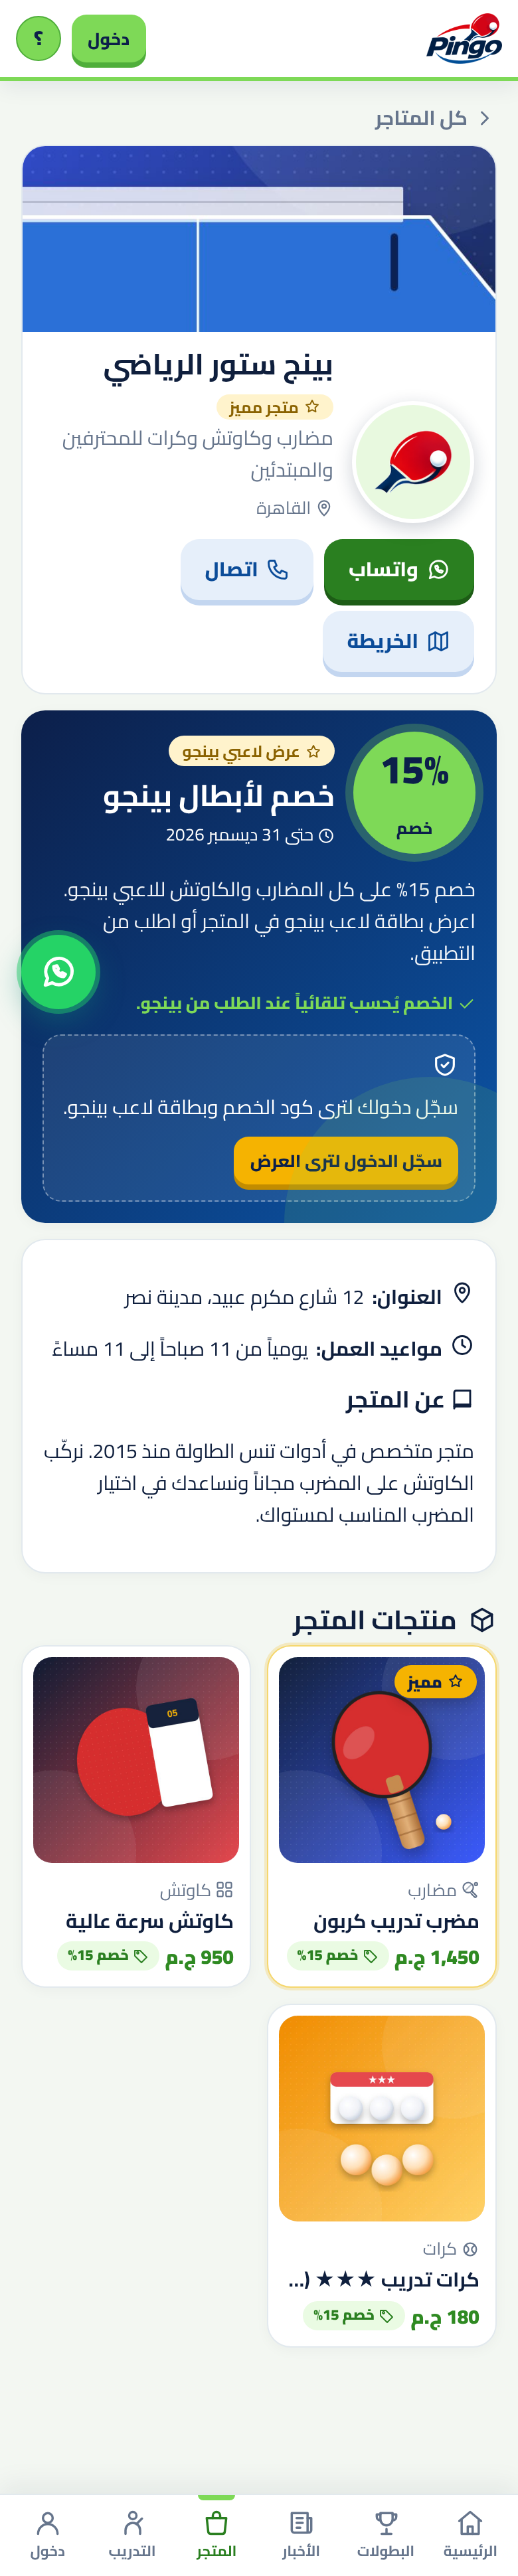 Pingo
دخول
؟
كل المتاجر
بينج ستور الرياضي
متجر مميز
مضارب وكاوتش وكرات للمحترفين
والمبتدئين
القاهرة
واتساب
اتصال
الخريطة
15%
خصم
عرض لاعبي بينجو
خصم لأبطال بينجو
حتى 31 ديسمبر 2026
خصم 15% على كل المضارب والكاوتش للاعبي بينجو.
اعرض بطاقة لاعب بينجو في المتجر أو اطلب من
التطبيق.
الخصم يُحسب تلقائياً عند الطلب من بينجو.
سجّل دخولك لترى كود الخصم وبطاقة لاعب بينجو.
سجّل الدخول لترى العرض
العنوان: 12 شارع مكرم عبيد، مدينة نصر
مواعيد العمل: يومياً من 11 صباحاً إلى 11 مساءً
عن المتجر
متجر متخصص في أدوات تنس الطاولة منذ 2015. نركّب
الكاوتش على المضرب مجاناً ونساعدك في اختيار
المضرب المناسب لمستواك.
منتجات المتجر
مميز
مضارب
مضرب تدريب كربون
1,450 ج.م
خصم 15%
05
كاوتش
كاوتش سرعة عالية
950 ج.م
خصم 15%
★★★
كرات
كرات تدريب ★★★ (...
180 ج.م
خصم 15%
الرئيسية
البطولات
الأخبار
المتجر
التدريب
دخول